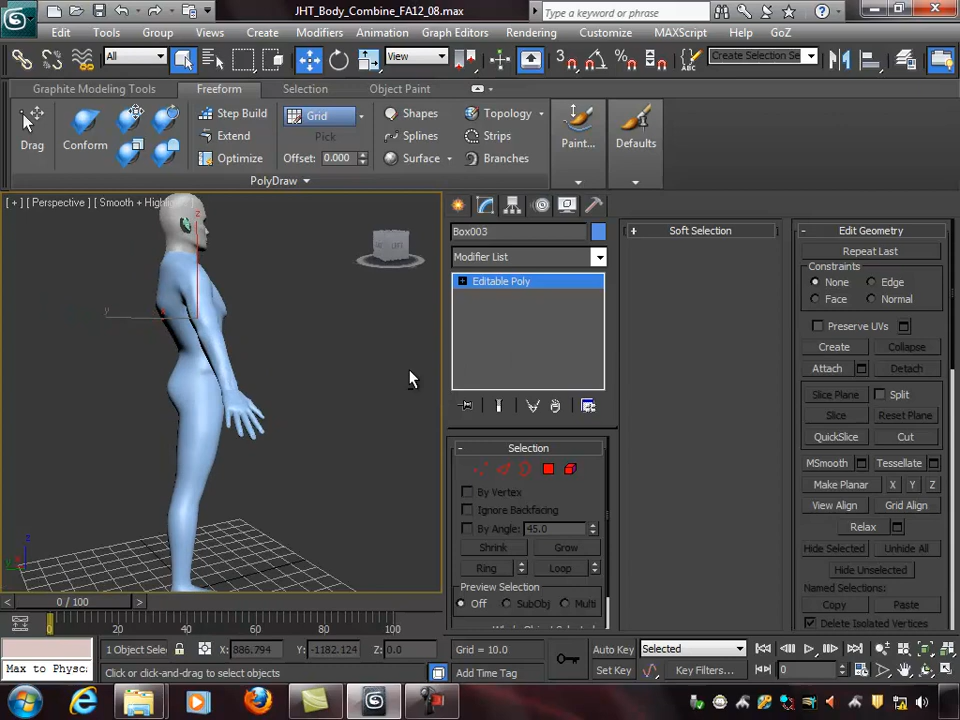 JHT_Body_Combine_FA12_08.max
Type a keyword or phrase
Edit Tools Group Views Create Modifiers Animation Graph Editors Rendering Customize MAXScript Help GoZ
All View 3 Create Selection Se
Graphite Modeling Tools Freeform Selection Object Paint
Drag Conform Step Build Extend Optimize Grid Pick Offset: 0.000 Shapes Splines Surface Topology Strips Branches Paint... Defaults
PolyDraw
[ + ] [ Perspective ] [ Smooth + Highli
z
y
x
Box003
Modifier List
Editable Poly
Selection
By Vertex
Ignore Backfacing
By Angle: 45.0
Shrink Grow
Ring Loop
Preview Selection
Off SubObj Multi
Soft Selection
Edit Geometry
Repeat Last
Constraints
None Edge
Face Normal
Preserve UVs
Create Collapse
Attach Detach
Slice Plane Split
Slice Reset Plane
QuickSlice Cut
MSmooth Tessellate
Make Planar X Y Z
View Align Grid Align
Relax
Hide Selected Unhide All
Hide Unselected
Named Selections:
Copy Paste
Delete Isolated Vertices
0 / 100
0 20 40 60 80 100
1 Object Selec X: 886.794 Y: -1182.124 Z: 0.0 Grid = 10.0 Auto Key Selected
Max to Physc Click or click-and-drag to select objects Add Time Tag Set Key Key Filters... 0